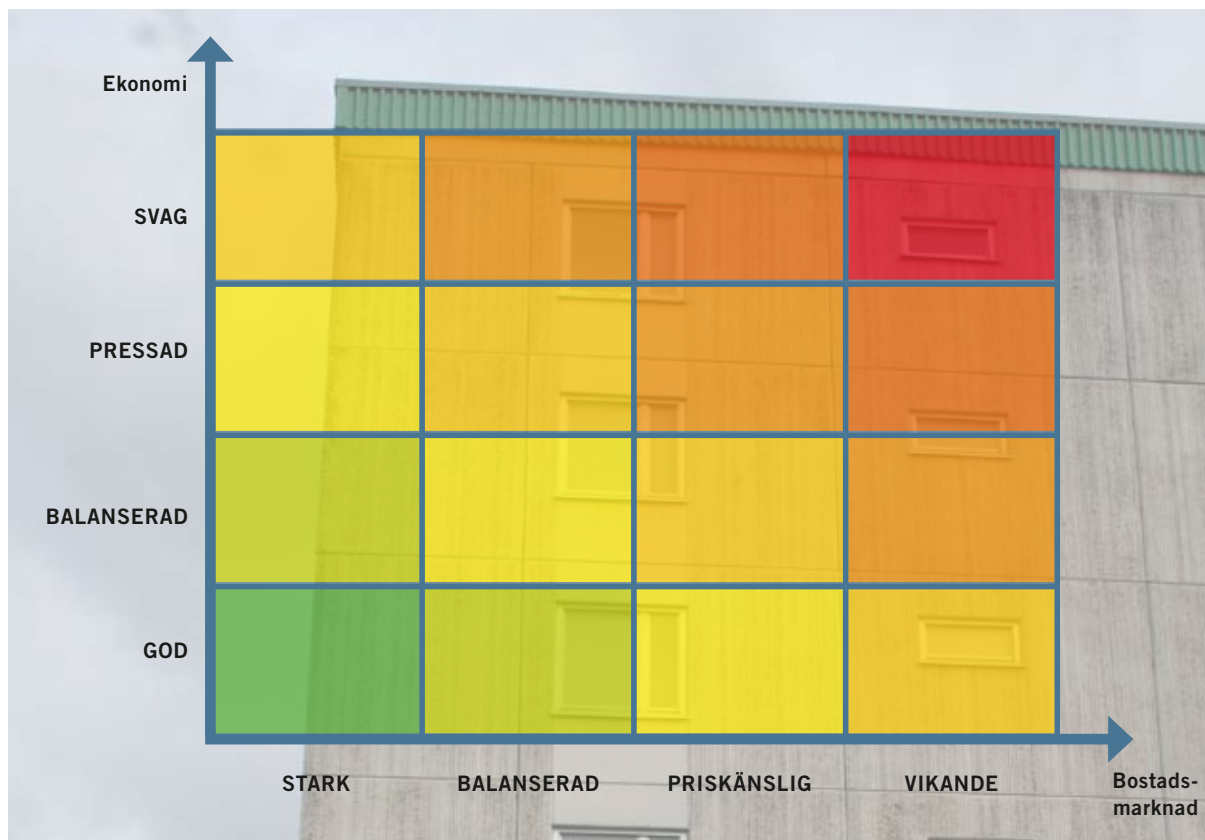 Ekonomi
SVAG
PRESSAD
BALANSERAD
GOD
STARK
BALANSERAD
PRISKÄNSLIG
VIKANDE
Bostads-
marknad